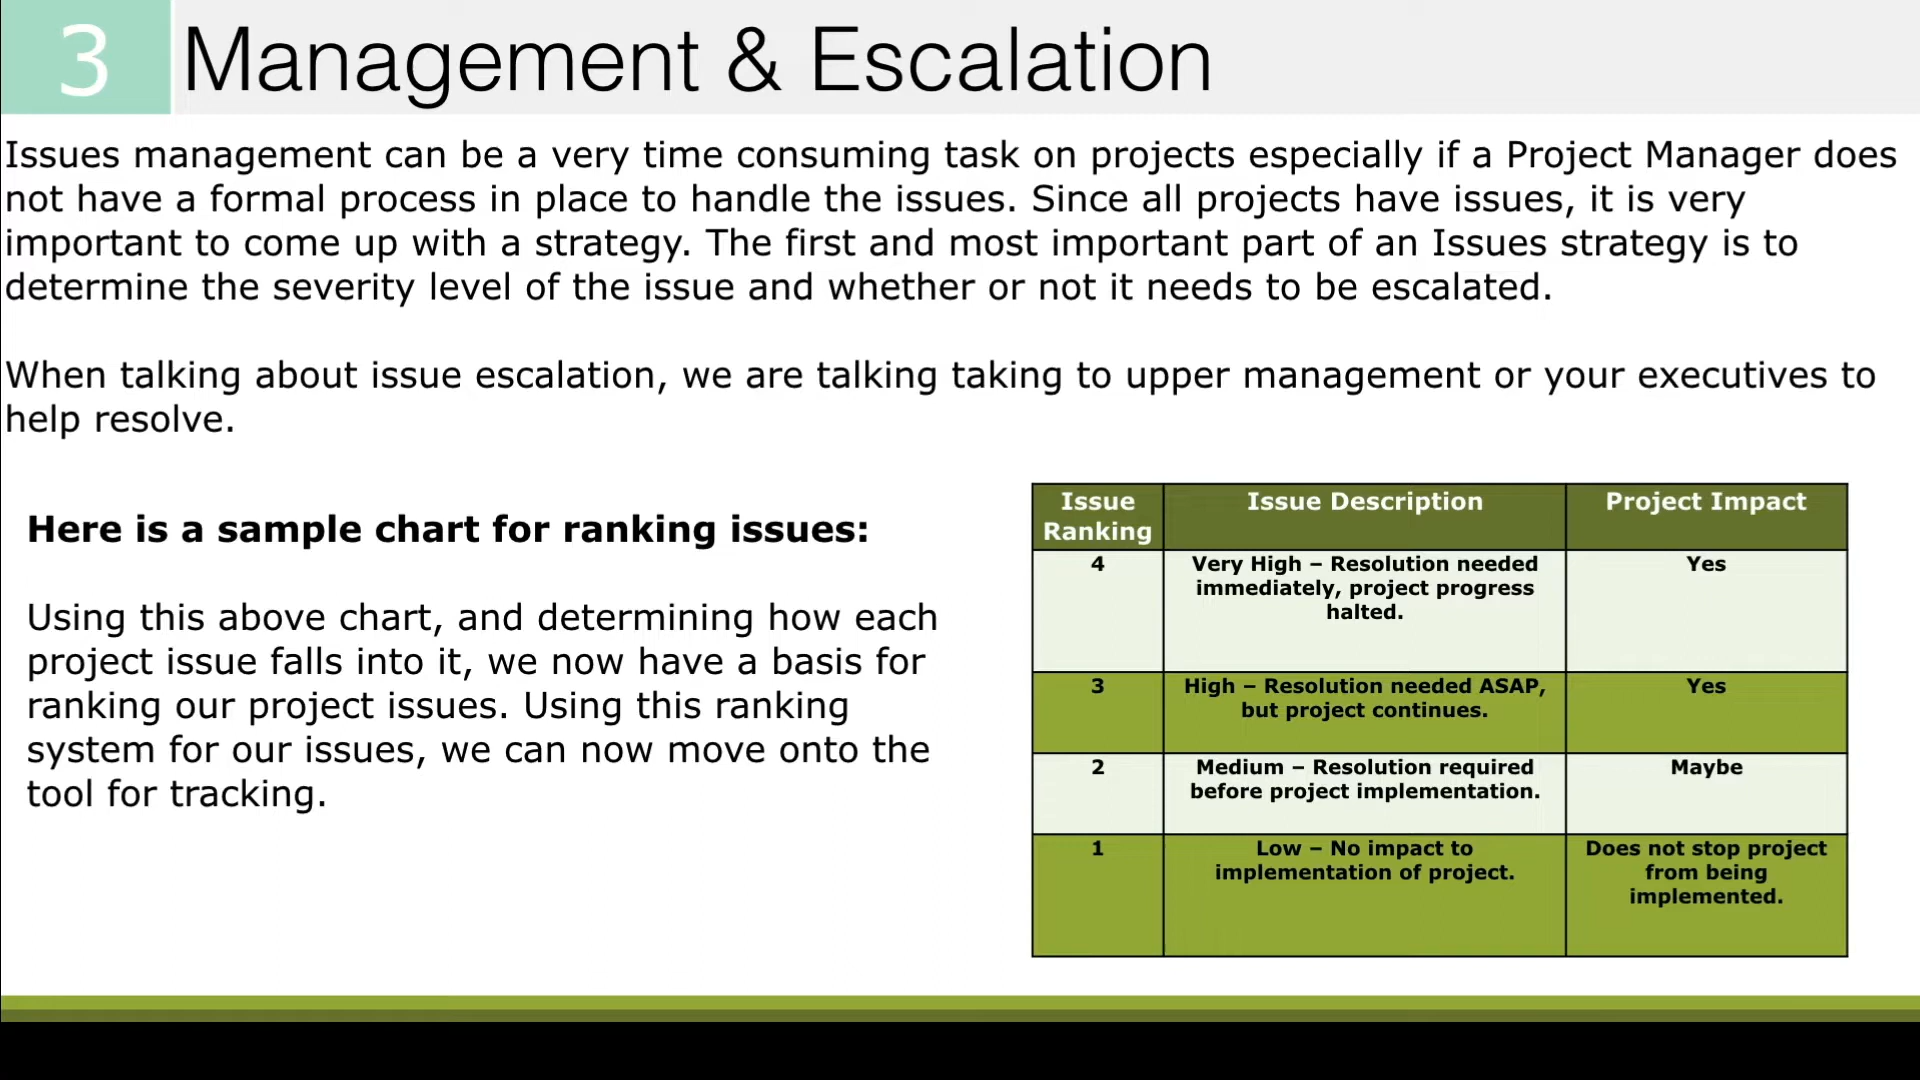 3 Management & Escalation
Issues management can be a very time consuming task on projects especially if a Project Manager does
not have a formal process in place to handle the issues. Since all projects have issues, it is very
important to come up with a strategy. The first and most important part of an Issues strategy is to
determine the severity level of the issue and whether or not it needs to be escalated.
When talking about issue escalation, we are talking taking to upper management or your executives to
help resolve.
Here is a sample chart for ranking issues:
Using this above chart, and determining how each
project issue falls into it, we now have a basis for
ranking our project issues. Using this ranking
system for our issues, we can now move onto the
tool for tracking.
Issue Ranking
Issue Description
Project Impact
4
Very High – Resolution needed
immediately, project progress
halted.
Yes
3
High – Resolution needed ASAP,
but project continues.
Yes
2
Medium – Resolution required
before project implementation.
Maybe
1
Low – No impact to
implementation of project.
Does not stop project
from being
implemented.